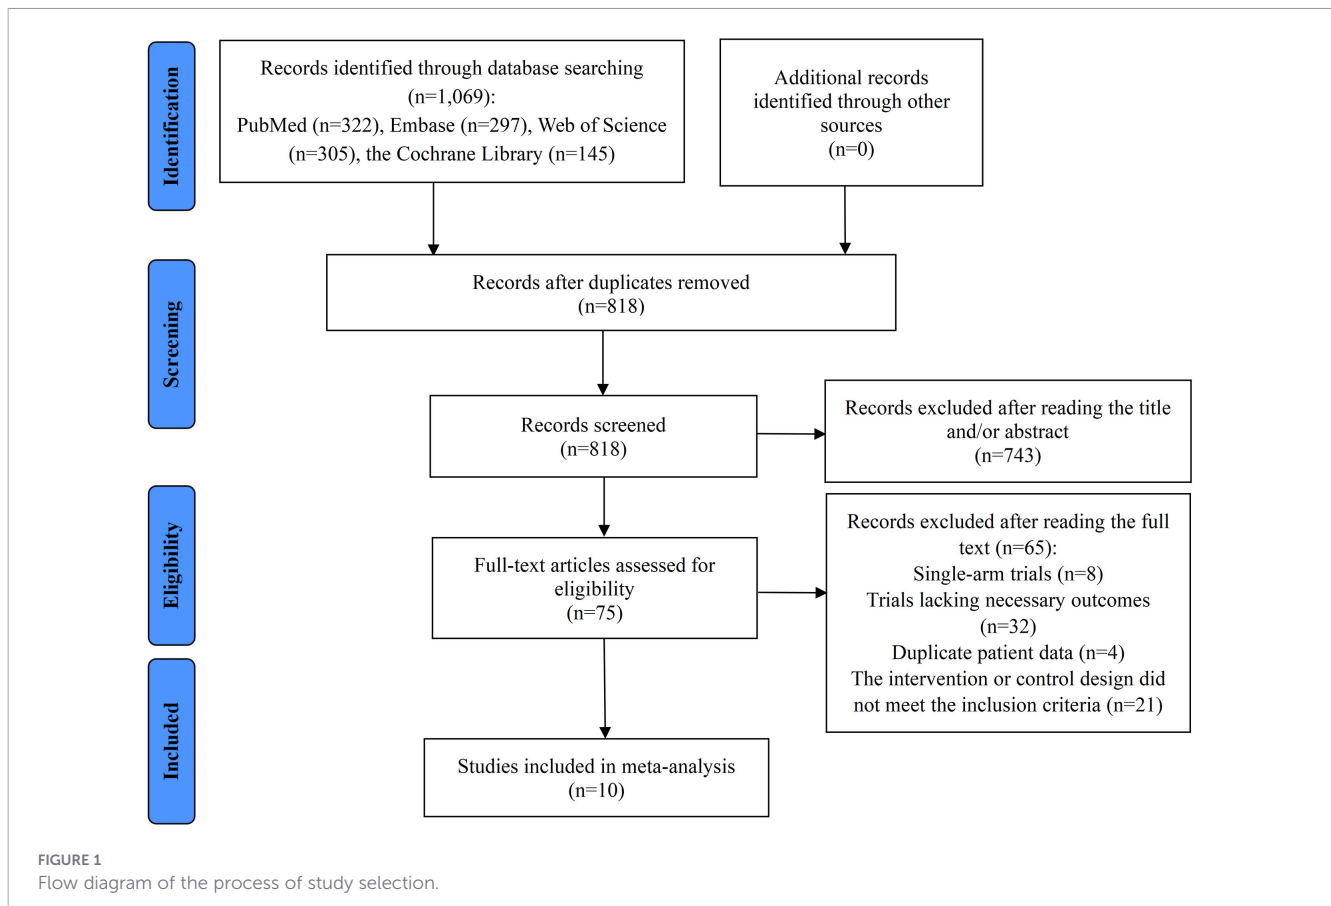 Identification
Records identified through database searching
(n=1,069):
PubMed (n=322), Embase (n=297), Web of Science
(n=305), the Cochrane Library (n=145)
Additional records
identified through other
sources
(n=0)
Screening
Records after duplicates removed
(n=818)
Records screened
(n=818)
Records excluded after reading the title
and/or abstract
(n=743)
Eligibility
Full-text articles assessed for
eligibility
(n=75)
Records excluded after reading the full
text (n=65):
Single-arm trials (n=8)
Trials lacking necessary outcomes
(n=32)
Duplicate patient data (n=4)
The intervention or control design did
not meet the inclusion criteria (n=21)
Included
Studies included in meta-analysis
(n=10)
FIGURE 1
Flow diagram of the process of study selection.